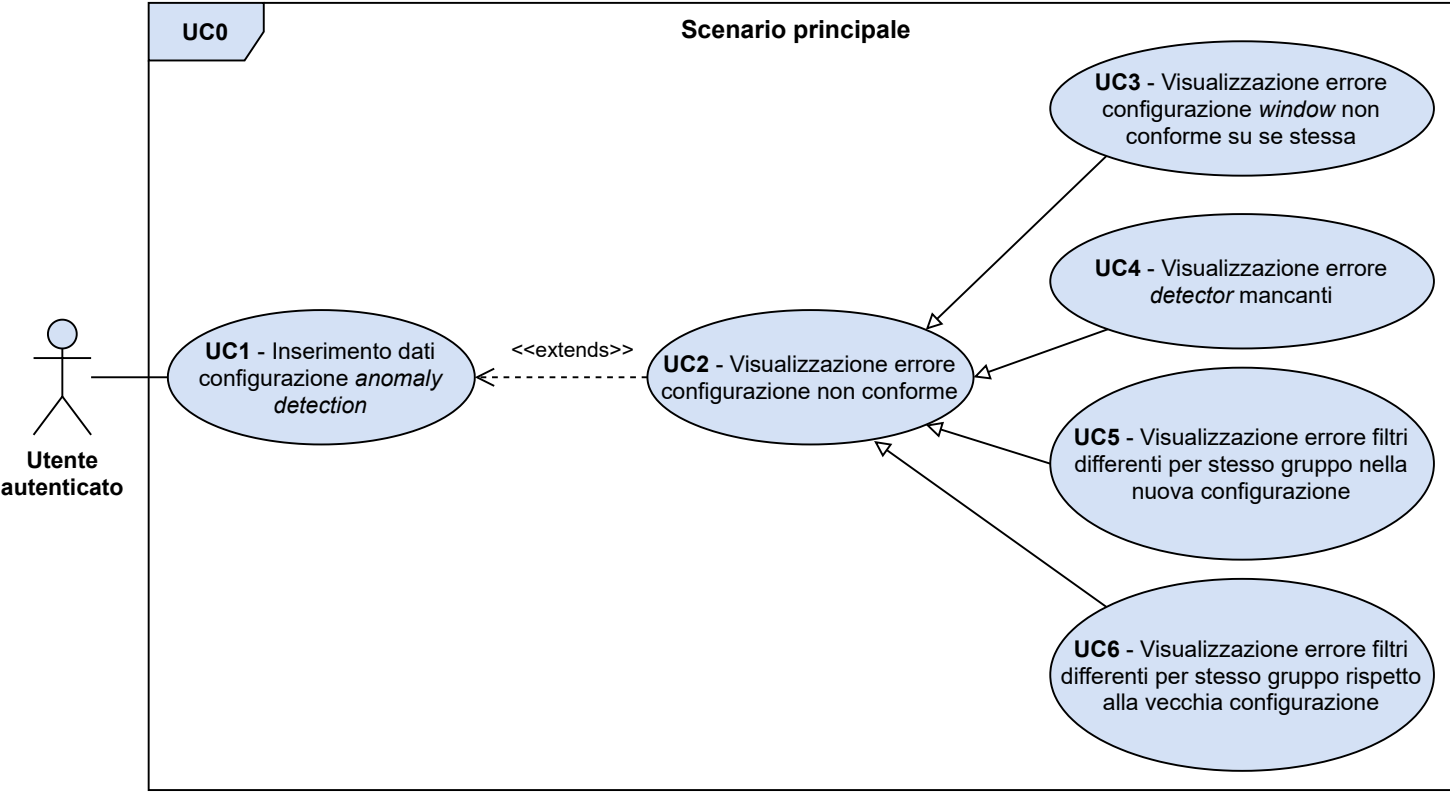 UC0
Scenario principale
UC3 - Visualizzazione errore
configurazione window non
conforme su se stessa
UC4 - Visualizzazione errore
detector mancanti
UC1 - Inserimento dati
configurazione anomaly
detection
<<extends>>
UC2 - Visualizzazione errore
configurazione non conforme
UC5 - Visualizzazione errore filtri
differenti per stesso gruppo nella
nuova configurazione
Utente
autenticato
UC6 - Visualizzazione errore filtri
differenti per stesso gruppo rispetto
alla vecchia configurazione